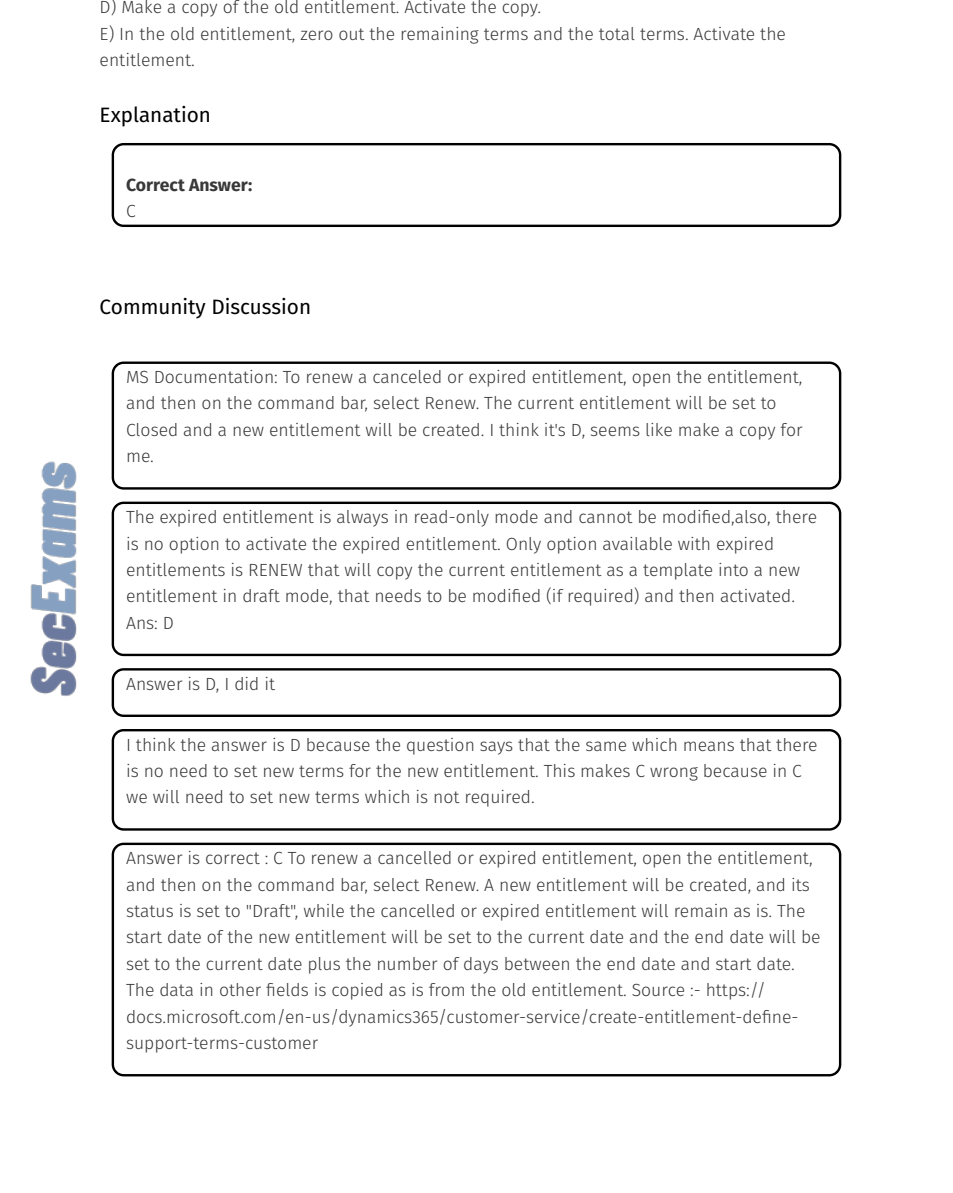 D) Make a copy of the old entitlement. Activate the copy.
E) In the old entitlement, zero out the remaining terms and the total terms. Activate the
entitlement.
Explanation
Correct Answer:
C
Community Discussion
MS Documentation: To renew a canceled or expired entitlement, open the entitlement,
and then on the command bar, select Renew. The current entitlement will be set to
Closed and a new entitlement will be created. I think it's D, seems like make a copy for
me.
The expired entitlement is always in read-only mode and cannot be modified,also, there
is no option to activate the expired entitlement. Only option available with expired
entitlements is RENEW that will copy the current entitlement as a template into a new
entitlement in draft mode, that needs to be modified (if required) and then activated.
Ans: D
Answer is D, I did it
I think the answer is D because the question says that the same which means that there
is no need to set new terms for the new entitlement. This makes C wrong because in C
we will need to set new terms which is not required.
Answer is correct : C To renew a cancelled or expired entitlement, open the entitlement,
and then on the command bar, select Renew. A new entitlement will be created, and its
status is set to "Draft", while the cancelled or expired entitlement will remain as is. The
start date of the new entitlement will be set to the current date and the end date will be
set to the current date plus the number of days between the end date and start date.
The data in other fields is copied as is from the old entitlement. Source :- https://
docs.microsoft.com/en-us/dynamics365/customer-service/create-entitlement-define-
support-terms-customer
SecExams